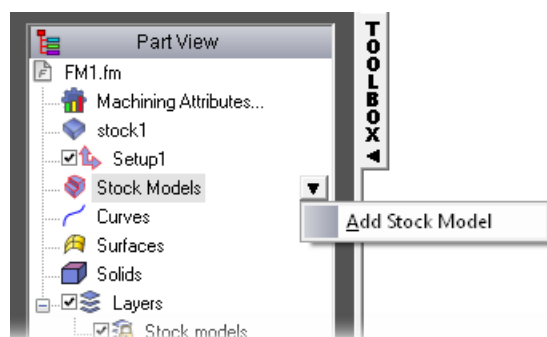 Part View
FM1.fm
Machining Attributes...
stock1
Setup1
Stock Models
Curves
Surfaces
Solids
Layers
Stock models
TOOLBOX
Add Stock Model